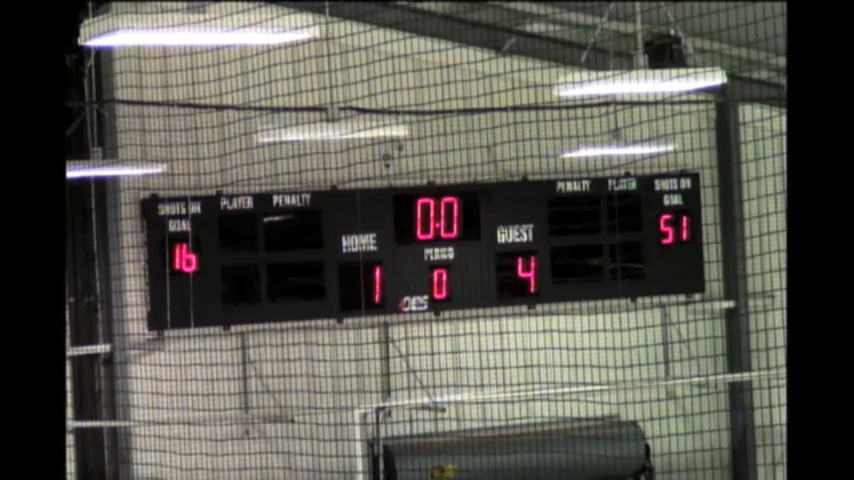 SHOTS ON GOAL
PLAYER PENALTY
0.0
PENALTY PLAYER
SHOTS ON GOAL
16
HOME
PERIOD
GUEST
51
1
0
4
OES